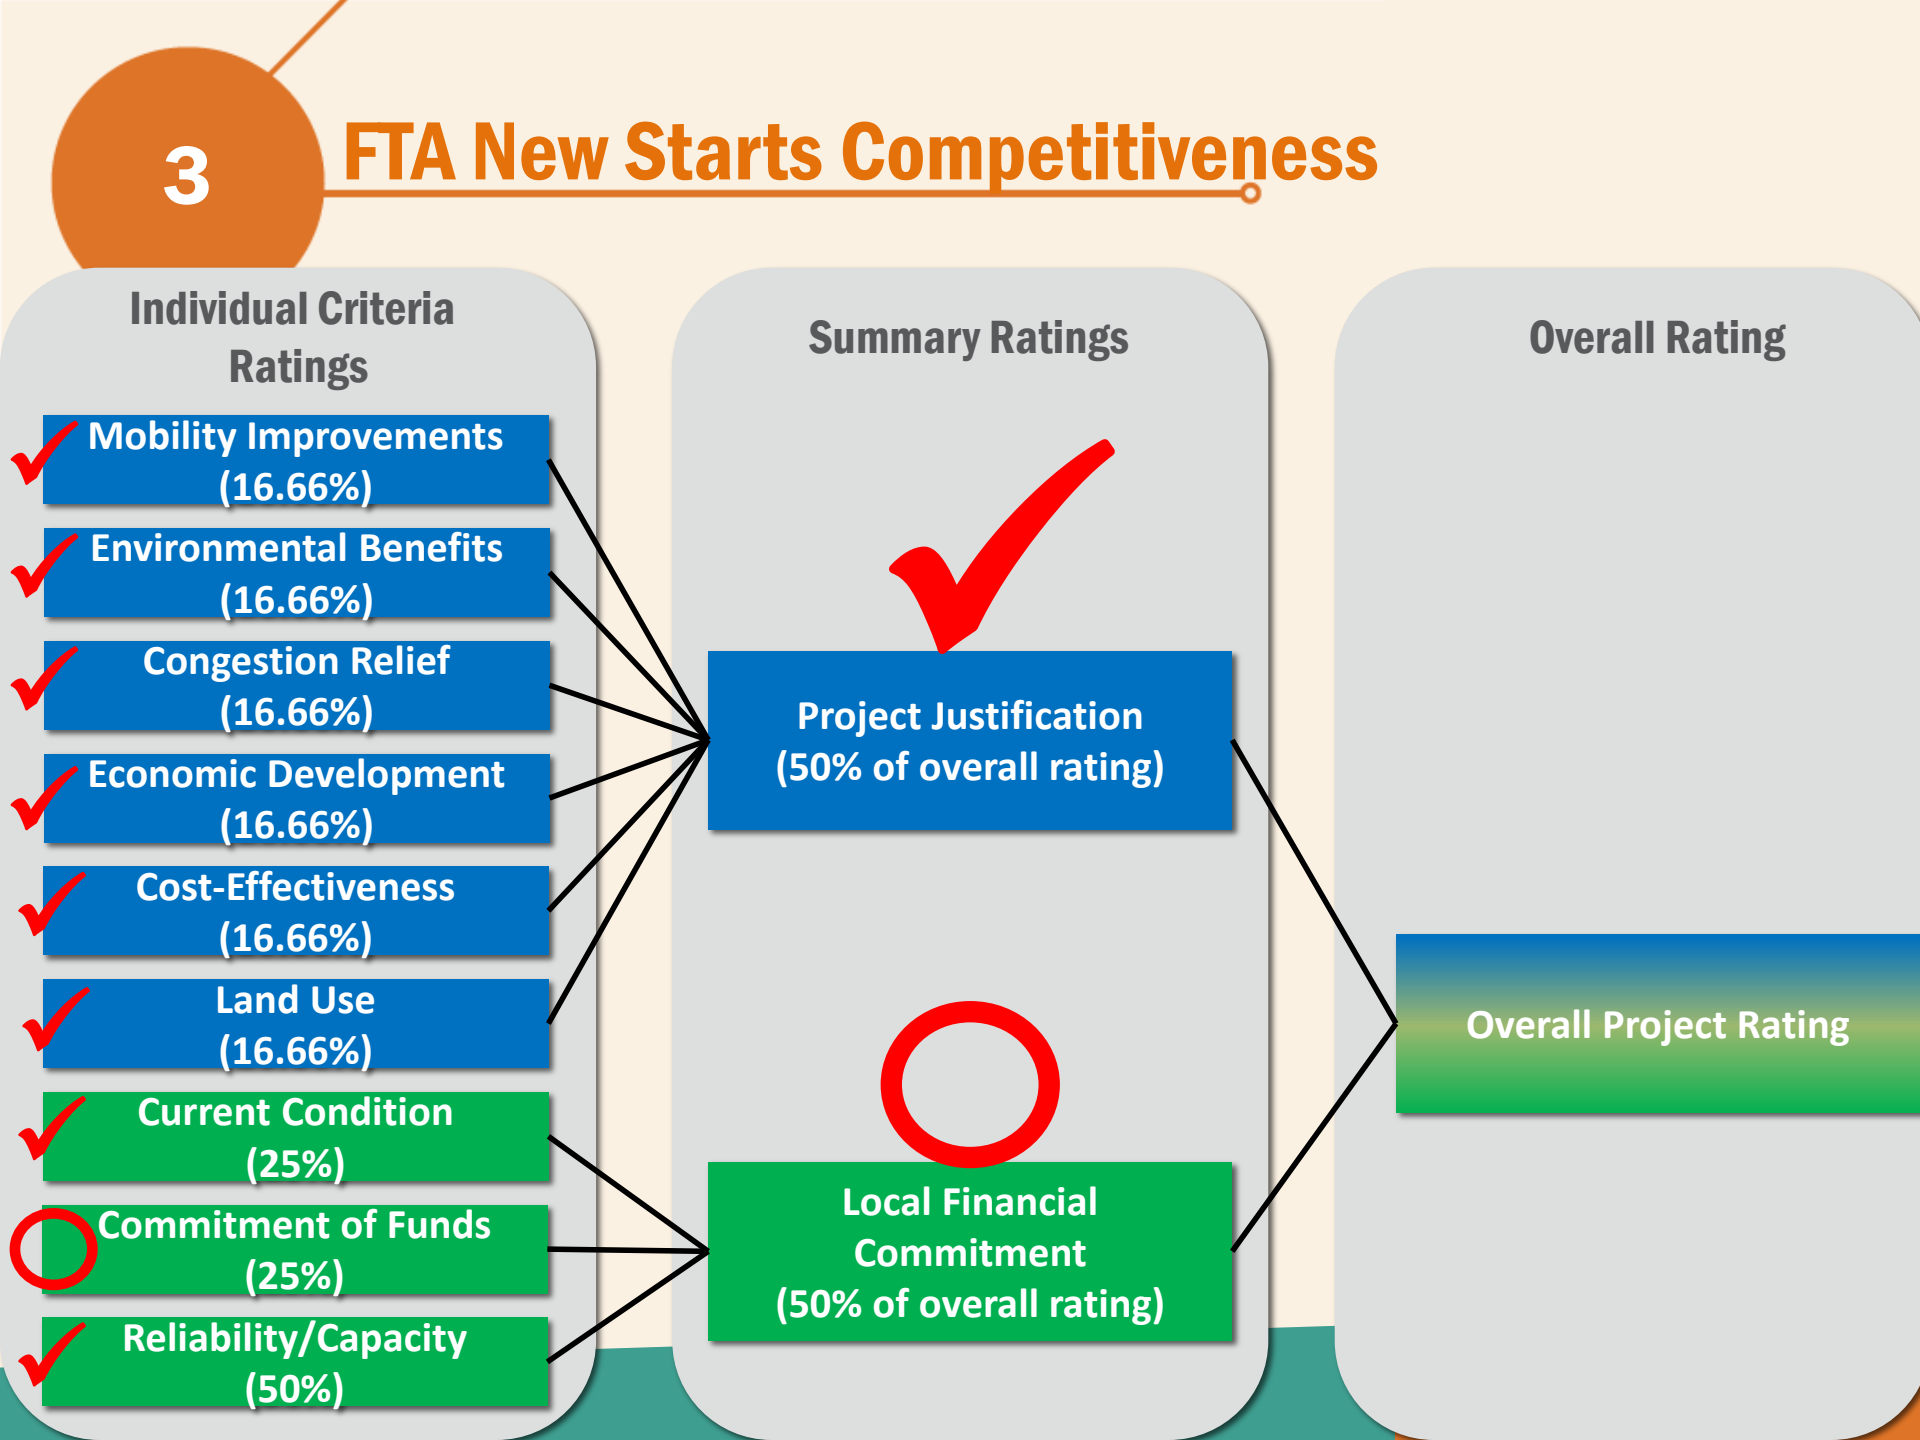 3
FTA New Starts Competitiveness
Individual Criteria
Ratings
Mobility Improvements
(16.66%)
Environmental Benefits
(16.66%)
Congestion Relief
(16.66%)
Economic Development
(16.66%)
Cost-Effectiveness
(16.66%)
Land Use
(16.66%)
Current Condition
(25%)
Commitment of Funds
(25%)
Reliability/Capacity
(50%)
Summary Ratings
Project Justification
(50% of overall rating)
Local Financial
Commitment
(50% of overall rating)
Overall Rating
Overall Project Rating